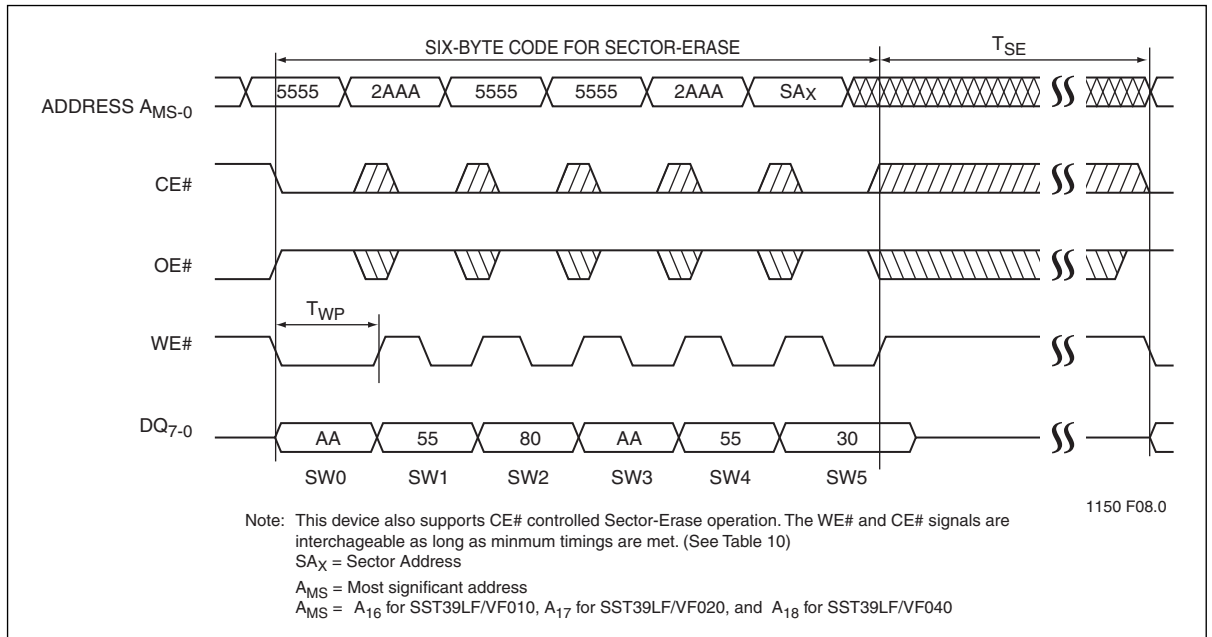 SIX-BYTE CODE FOR SECTOR-ERASE
TSE
ADDRESS AMS-0
5555 2AAA 5555 5555 2AAA SAX
CE#
OE#
TWP
WE#
DQ7-0
AA 55 80 AA 55 30
SW0 SW1 SW2 SW3 SW4 SW5
1150 F08.0
Note: This device also supports CE# controlled Sector-Erase operation. The WE# and CE# signals are
interchageable as long as minmum timings are met. (See Table 10)
SAX = Sector Address
AMS = Most significant address
AMS = A16 for SST39LF/VF010, A17 for SST39LF/VF020, and A18 for SST39LF/VF040